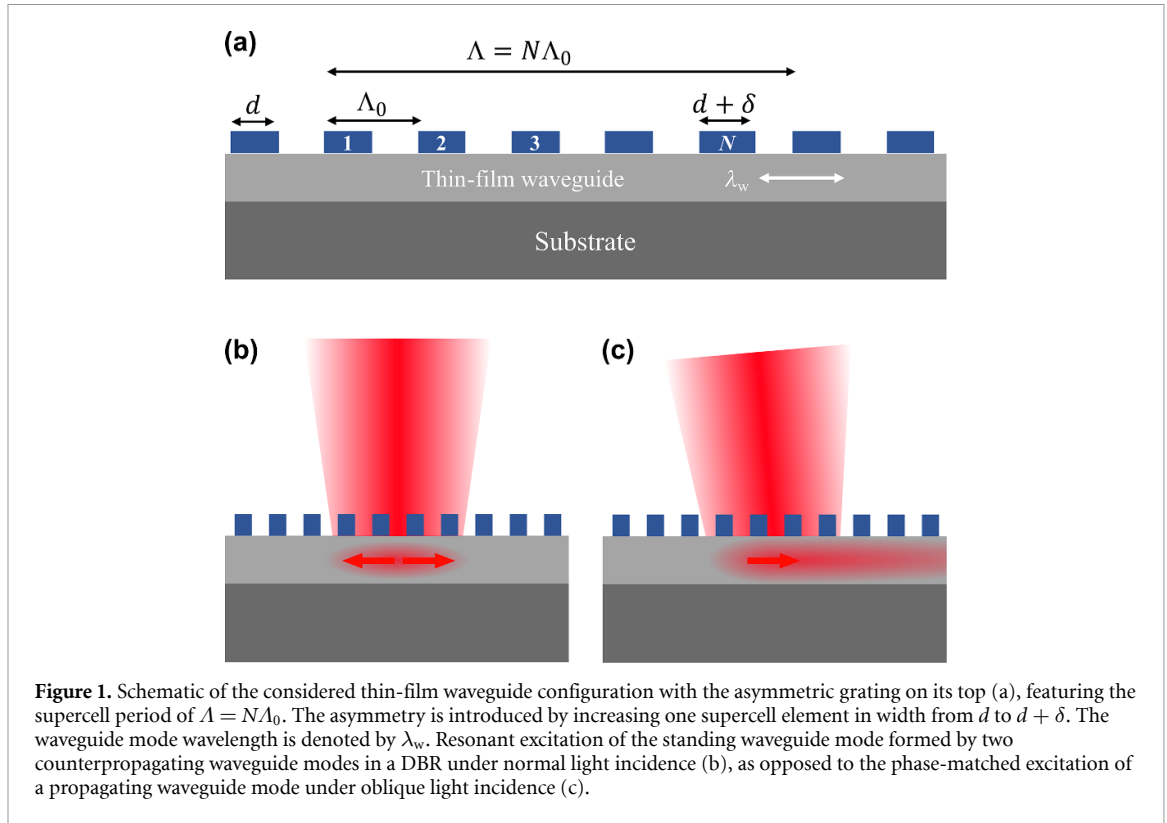 (a)
Λ = NΛ₀
d
Λ₀
d + δ
1
2
3
N
Thin-film waveguide
λw
Substrate
(b)
(c)
Figure 1. Schematic of the considered thin-film waveguide configuration with the asymmetric grating on its top (a), featuring the
supercell period of Λ = NΛ₀. The asymmetry is introduced by increasing one supercell element in width from d to d + δ. The
waveguide mode wavelength is denoted by λw. Resonant excitation of the standing waveguide mode formed by two
counterpropagating waveguide modes in a DBR under normal light incidence (b), as opposed to the phase-matched excitation of
a propagating waveguide mode under oblique light incidence (c).